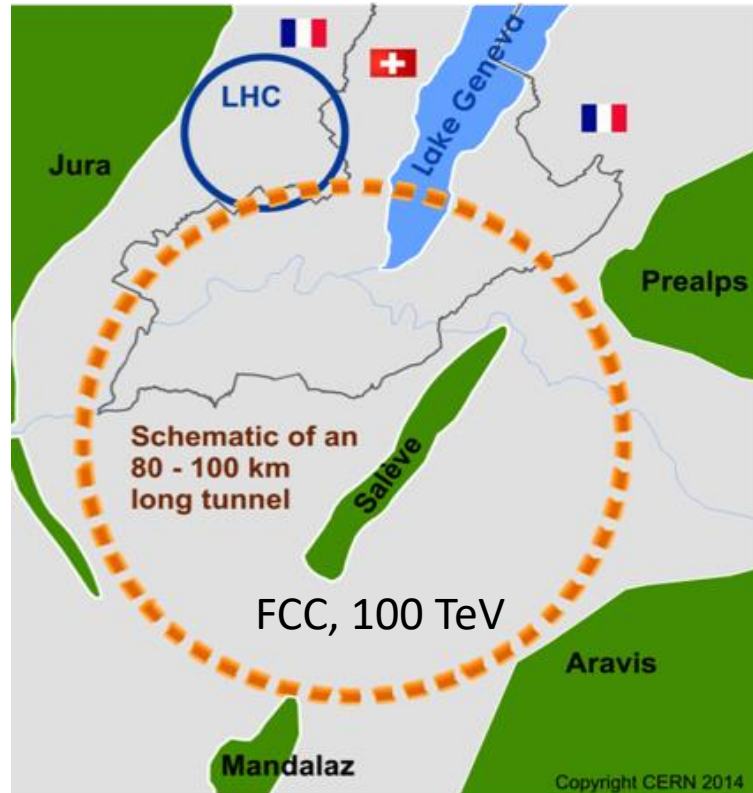 LHC
Lake Geneva
Jura
Prealps
Schematic of an
80 - 100 km
long tunnel
Salève
FCC, 100 TeV
Aravis
Mandalaz
Copyright CERN 2014